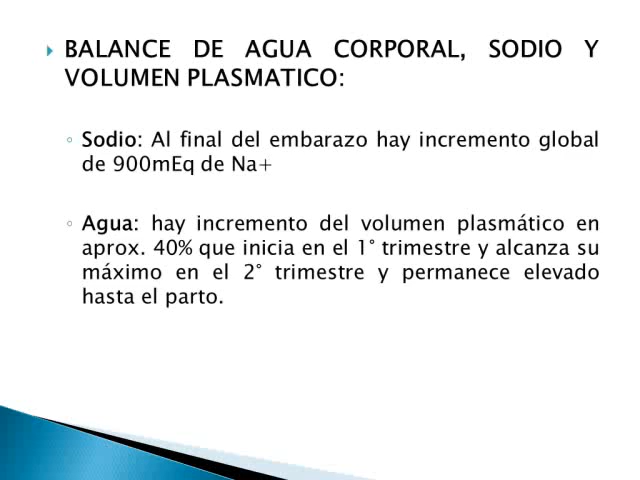 BALANCE DE AGUA CORPORAL, SODIO Y
VOLUMEN PLASMATICO:
Sodio: Al final del embarazo hay incremento global
de 900mEq de Na+
Agua: hay incremento del volumen plasmático en
aprox. 40% que inicia en el 1° trimestre y alcanza su
máximo en el 2° trimestre y permanece elevado
hasta el parto.